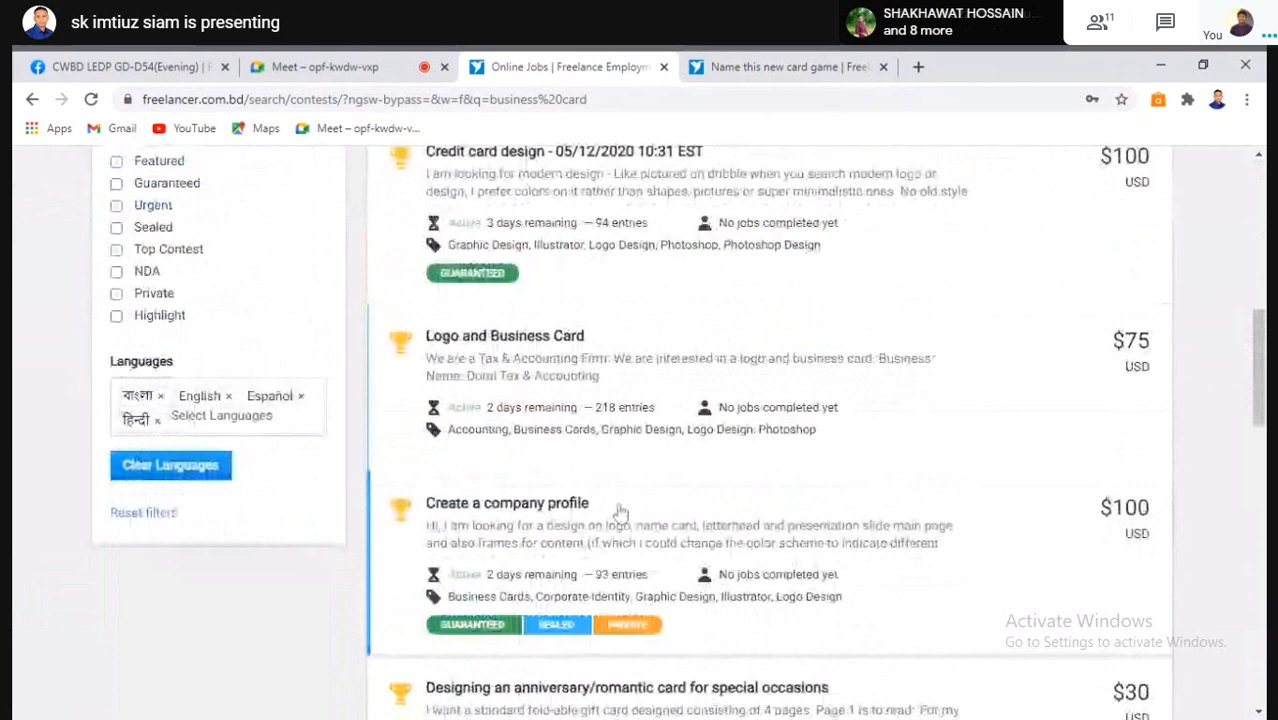 sk imtiuz siam is presenting
SHAKHAWAT HOSSAIN
and 8 more
11
You
CWBD LEDP GD-D54(Evening) |
Meet – opf-kwdw-vxp
Online Jobs | Freelance Employm
Name this new card game | Free
freelancer.com.bd/search/contests/?ngsw-bypass=&w=f&q=business%20card
Apps
Gmail
YouTube
Maps
Meet – opf-kwdw-v...
Featured
Guaranteed
Urgent
Sealed
Top Contest
NDA
Private
Highlight
Languages
বাংলা × English × Español ×
हिन्दी × Select Languages
Clear Languages
Reset filters
Credit card design - 05/12/2020 10:31 EST
$100
USD
I am looking for modern design - Like pictured on dribble when you search modern logo or
design, I prefer colors on it rather than shapes, pictures or super minimalistic ones. No old style
Active 3 days remaining – 94 entries
No jobs completed yet
Graphic Design, Illustrator, Logo Design, Photoshop, Photoshop Design
GUARANTEED
Logo and Business Card
$75
USD
We are a Tax & Accounting Firm. We are interested in a logo and business card. Business
Name: Doral Tax & Accounting
Active 2 days remaining – 218 entries
No jobs completed yet
Accounting, Business Cards, Graphic Design, Logo Design, Photoshop
Create a company profile
$100
USD
Hi, I am looking for a design on logo, name card, letterhead and presentation slide main page
and also frames for content (if which I could change the color scheme to indicate different
Active 2 days remaining – 93 entries
No jobs completed yet
Business Cards, Corporate Identity, Graphic Design, Illustrator, Logo Design
GUARANTEED SEALED PRIVATE
Activate Windows
Go to Settings to activate Windows.
Designing an anniversary/romantic card for special occasions
$30
USD
I want a standard fold-able gift card designed consisting of 4 pages. Page 1 is to read "For my